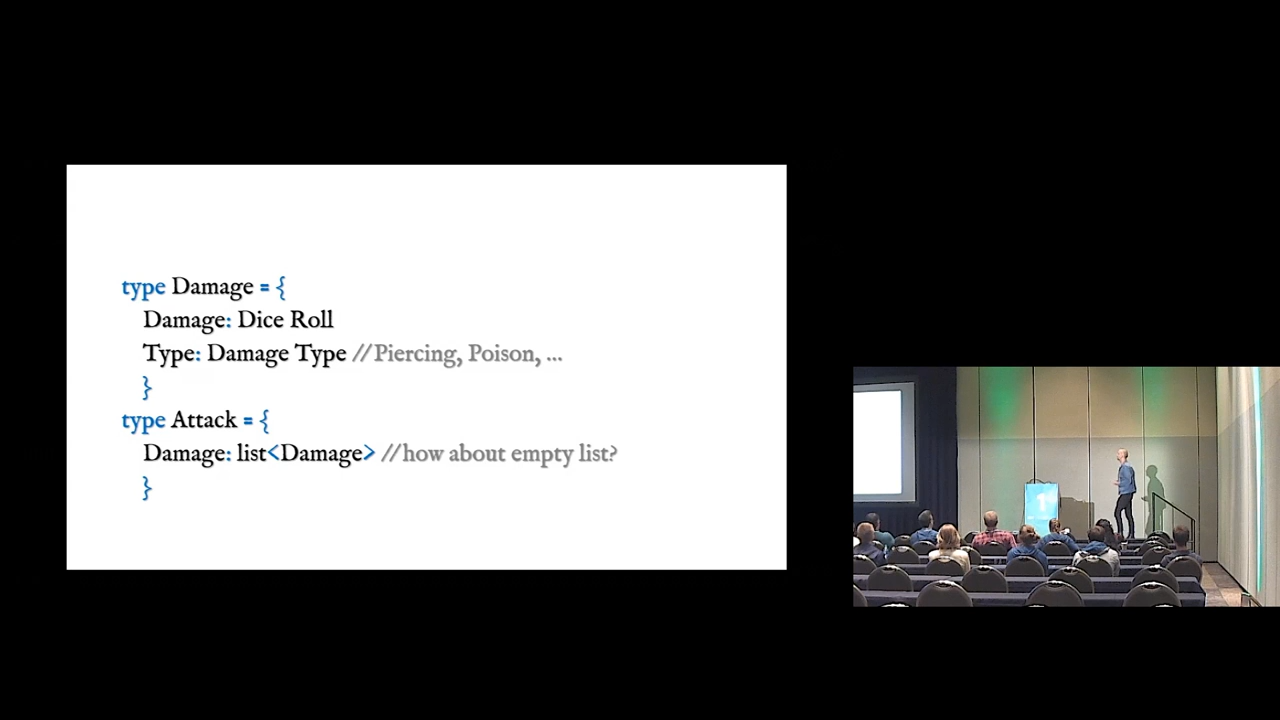 type Damage = {
Damage: Dice Roll
Type: Damage Type //Piercing, Poison, ...
}
type Attack = {
Damage: list<Damage> //how about empty list?
}